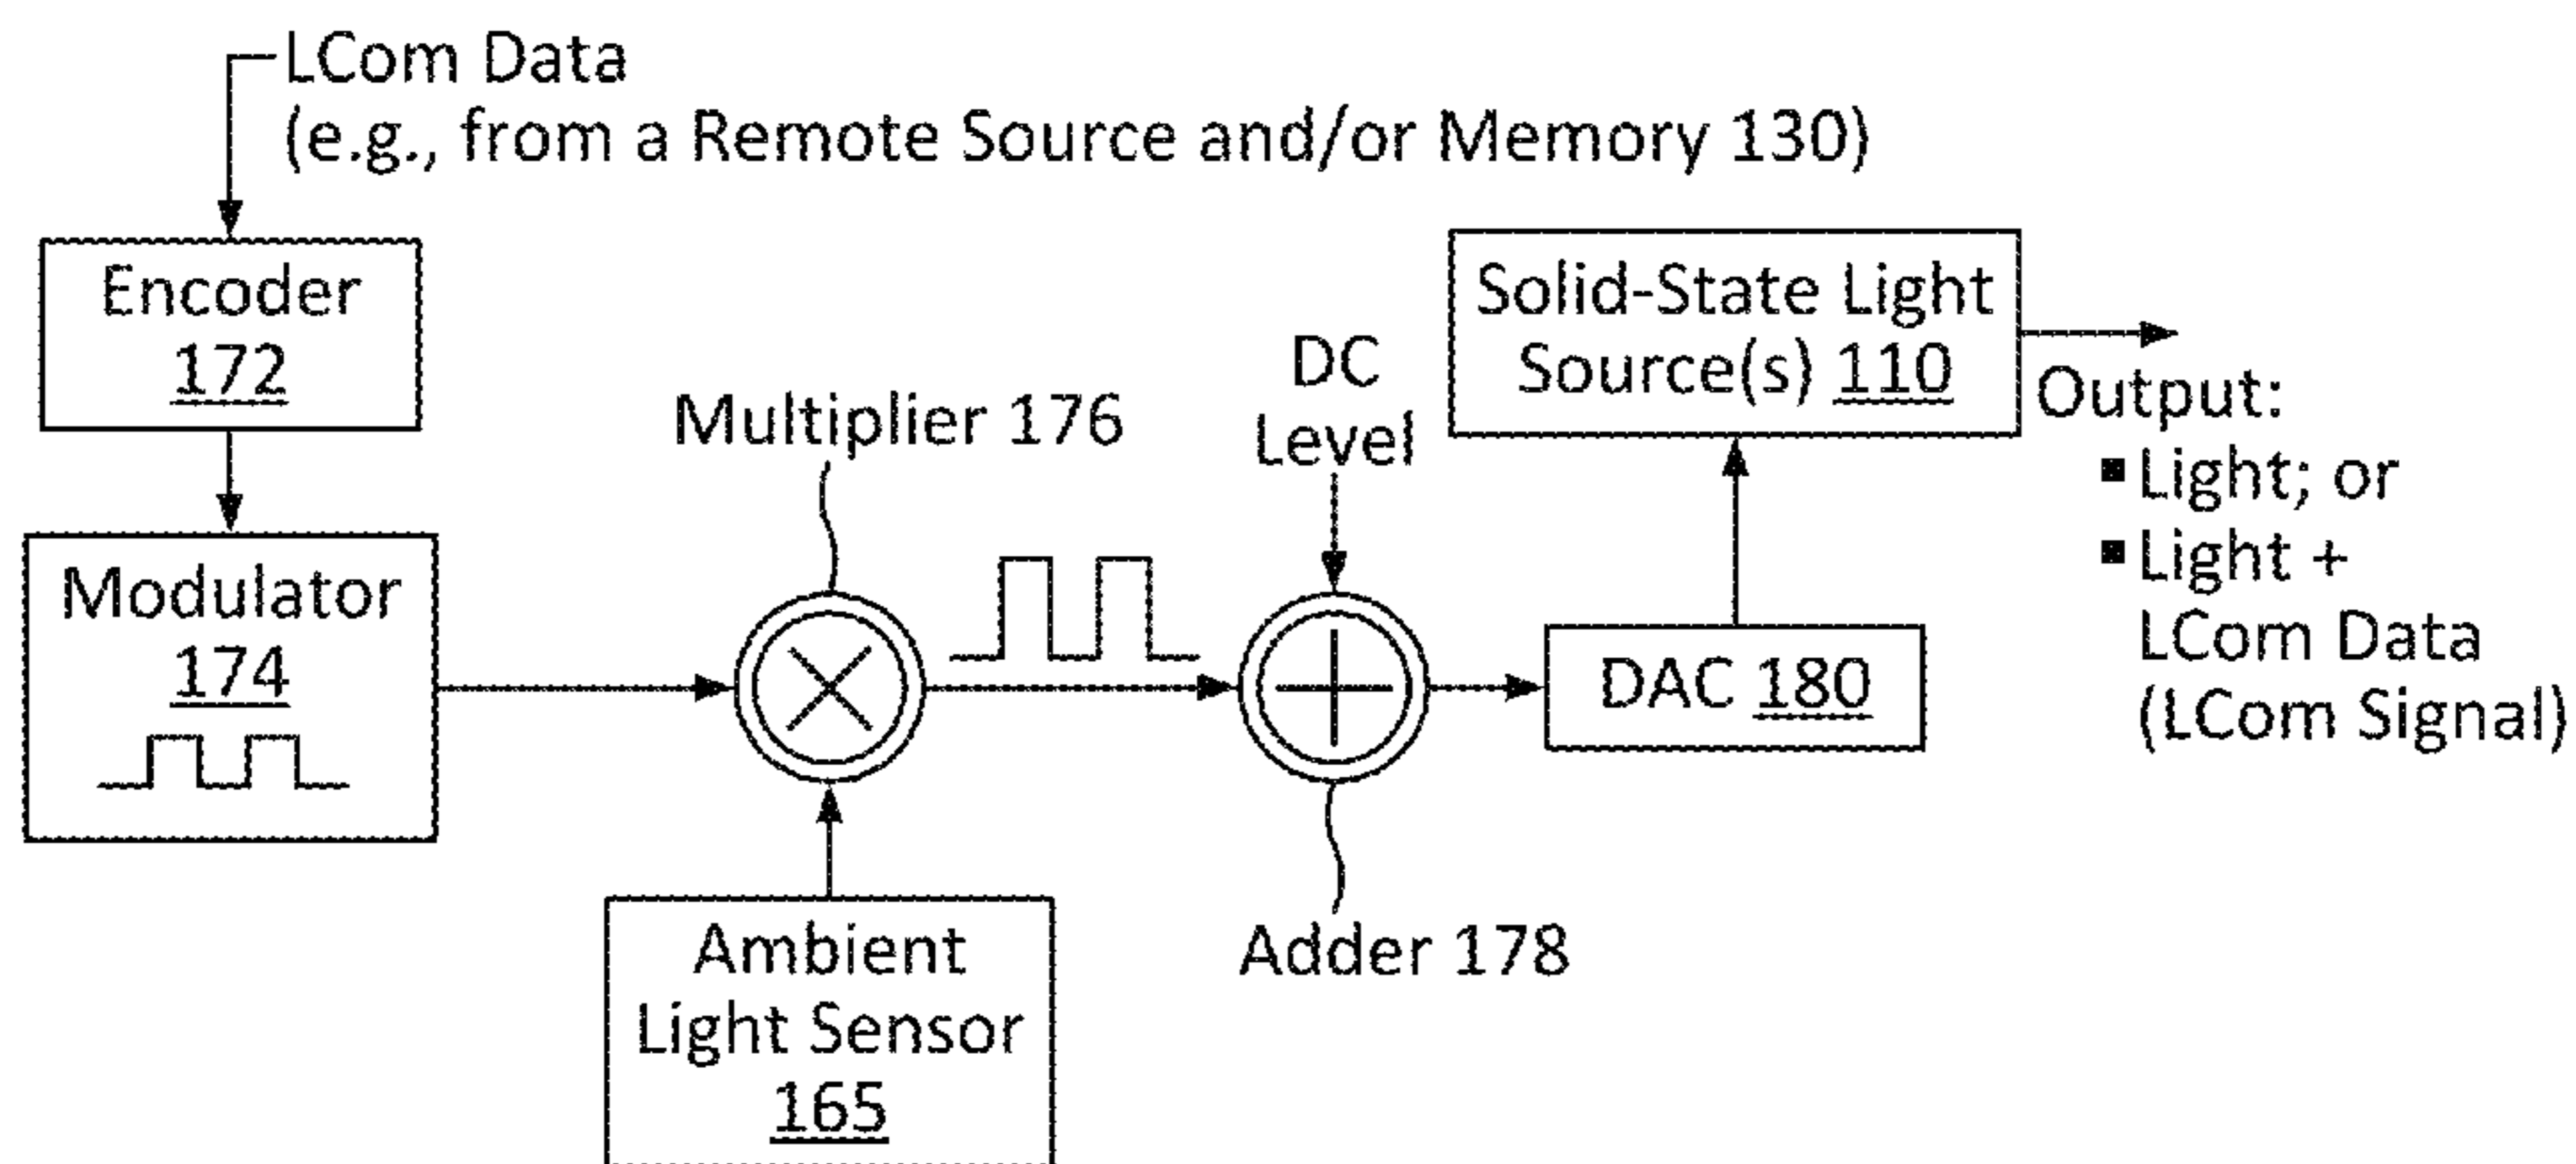 LCom Data
(e.g., from a Remote Source and/or Memory 130)
Encoder
172
Modulator
174
Multiplier 176
Ambient
Light Sensor
165
DC
Level
Adder 178
DAC 180
Solid-State Light
Source(s) 110
Output:
▪ Light; or
▪ Light +
LCom Data
(LCom Signal)